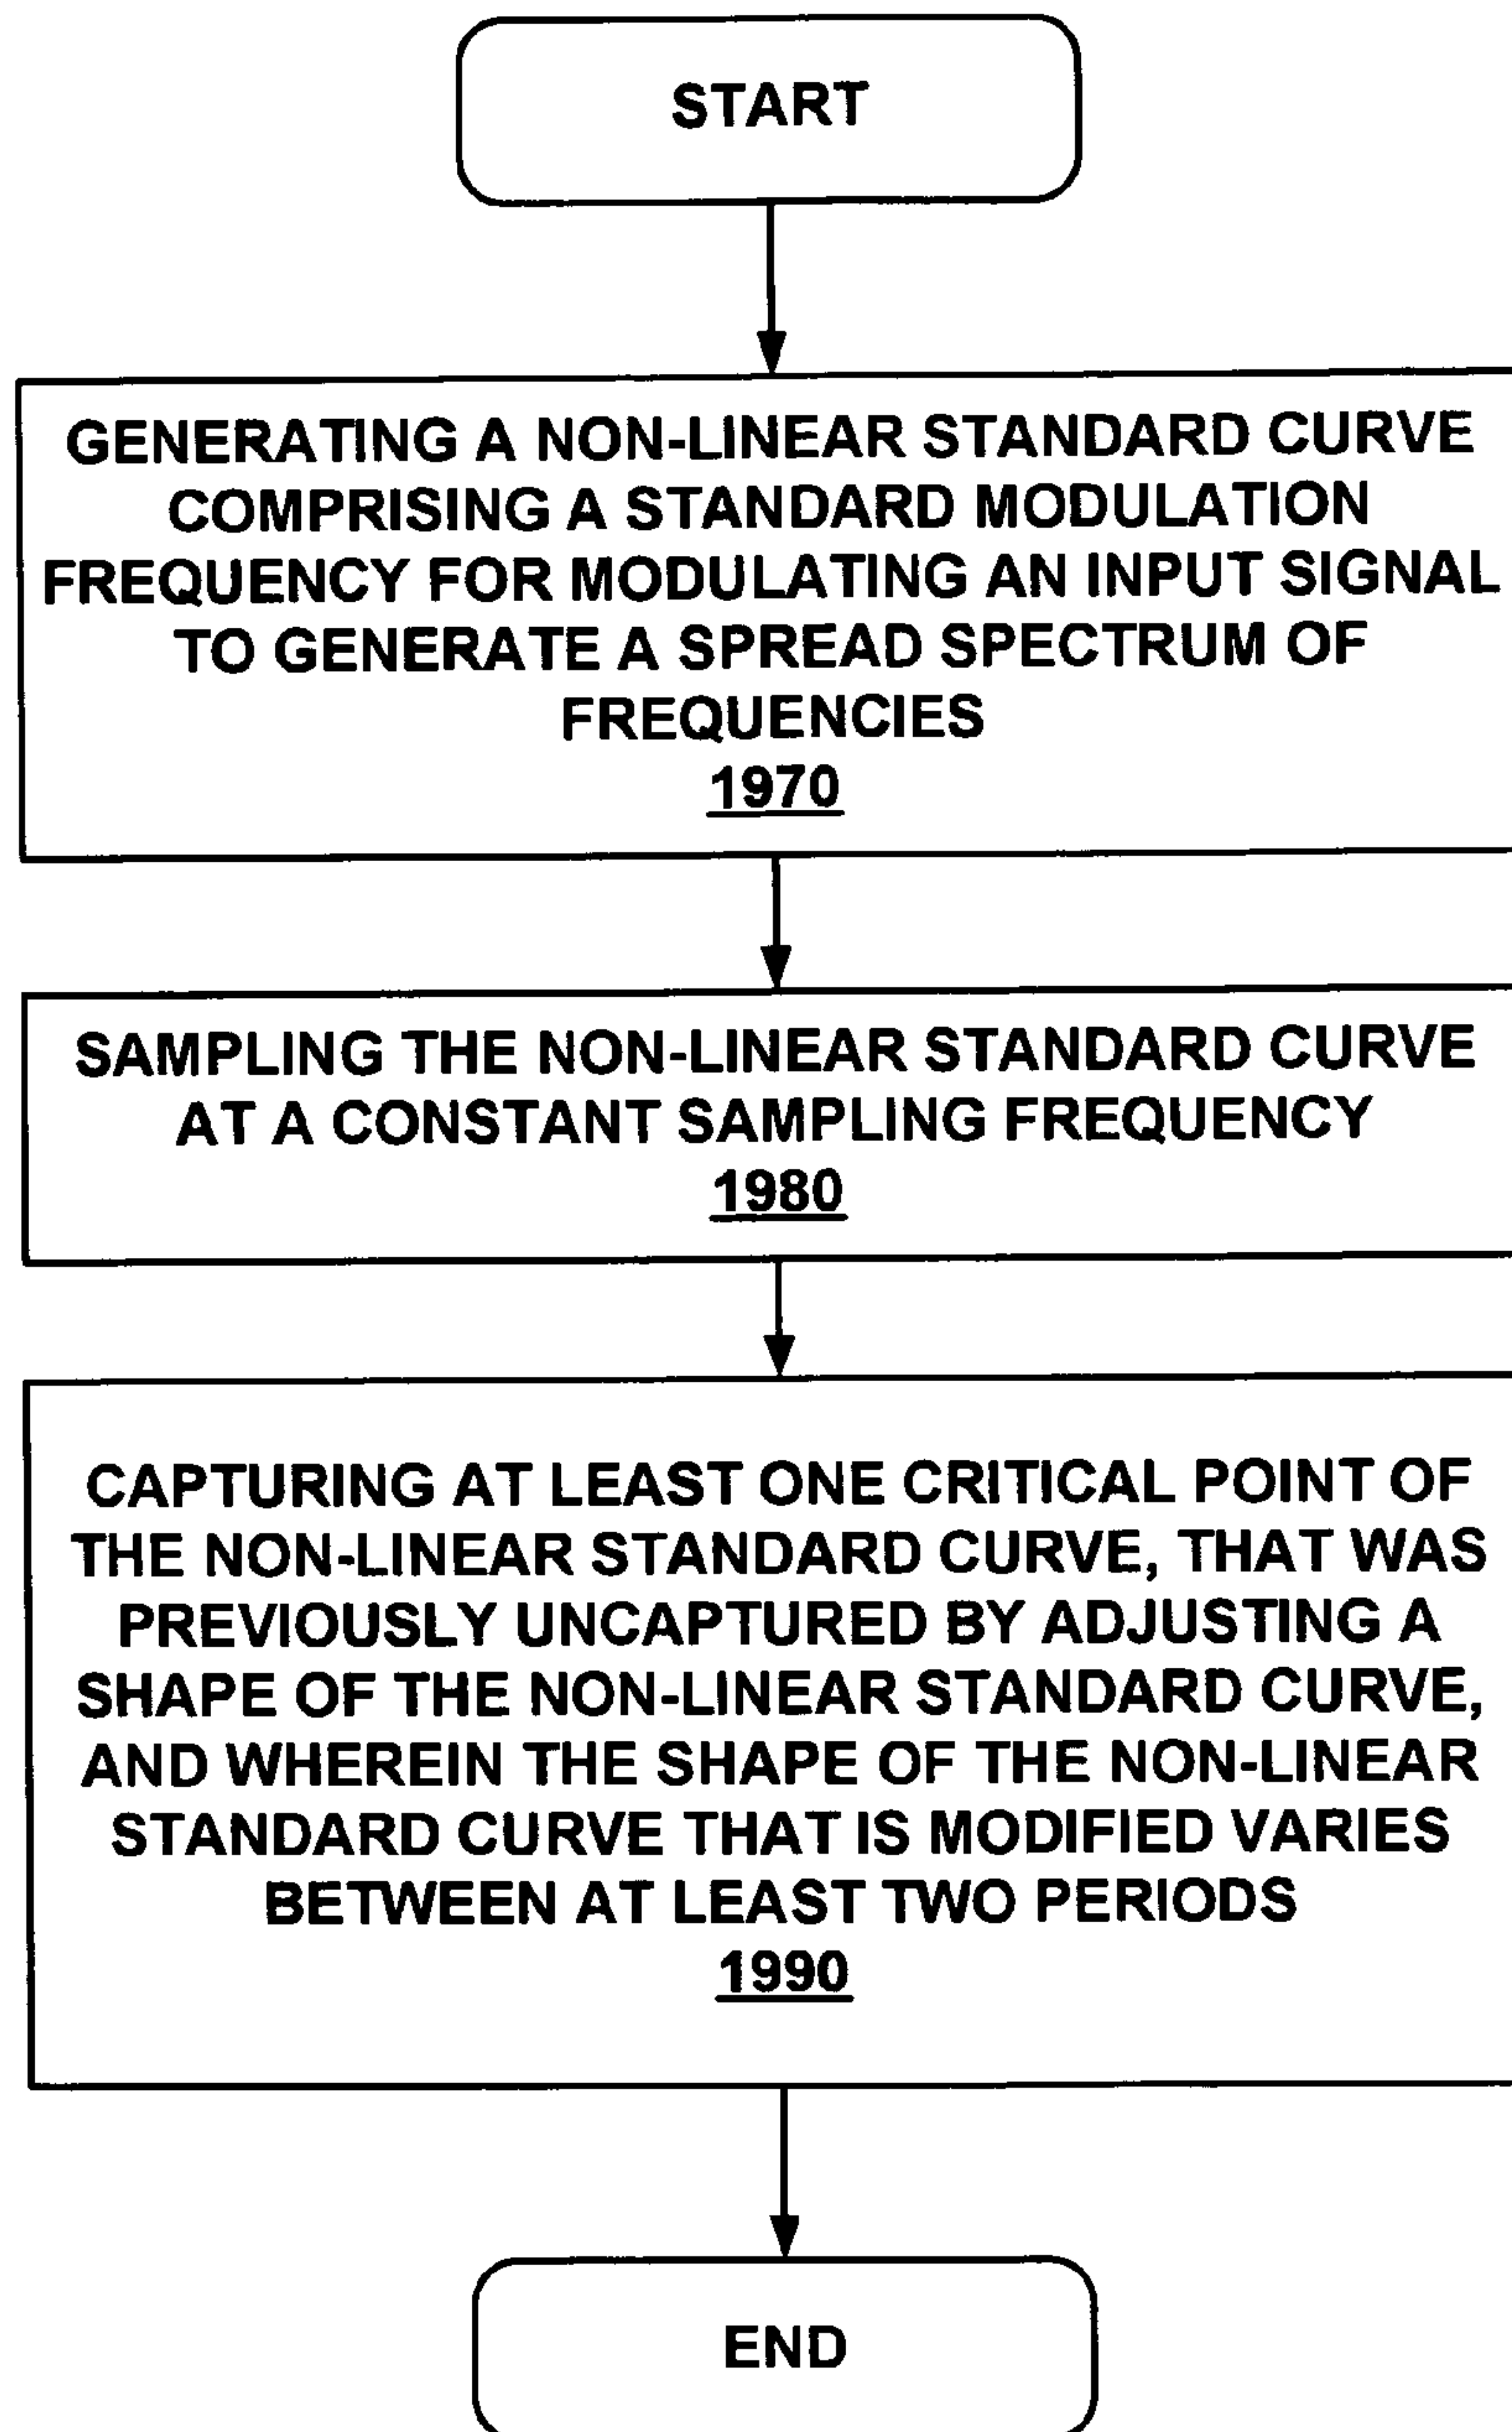 START
GENERATING A NON-LINEAR STANDARD CURVE
COMPRISING A STANDARD MODULATION
FREQUENCY FOR MODULATING AN INPUT SIGNAL
TO GENERATE A SPREAD SPECTRUM OF
FREQUENCIES
1970
SAMPLING THE NON-LINEAR STANDARD CURVE
AT A CONSTANT SAMPLING FREQUENCY
1980
CAPTURING AT LEAST ONE CRITICAL POINT OF
THE NON-LINEAR STANDARD CURVE, THAT WAS
PREVIOUSLY UNCAPTURED BY ADJUSTING A
SHAPE OF THE NON-LINEAR STANDARD CURVE,
AND WHEREIN THE SHAPE OF THE NON-LINEAR
STANDARD CURVE THAT IS MODIFIED VARIES
BETWEEN AT LEAST TWO PERIODS
1990
END